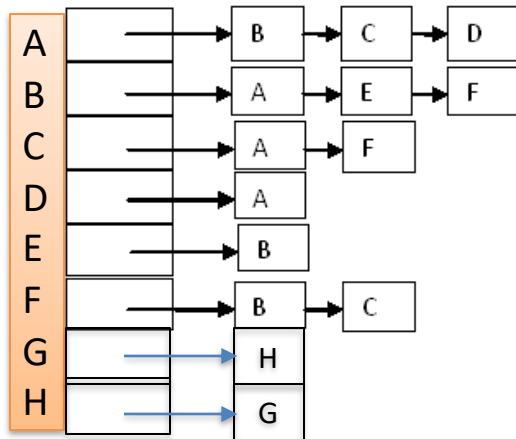 A B C D
B A E F
C A F
D A
E B
F B C
G H
H G